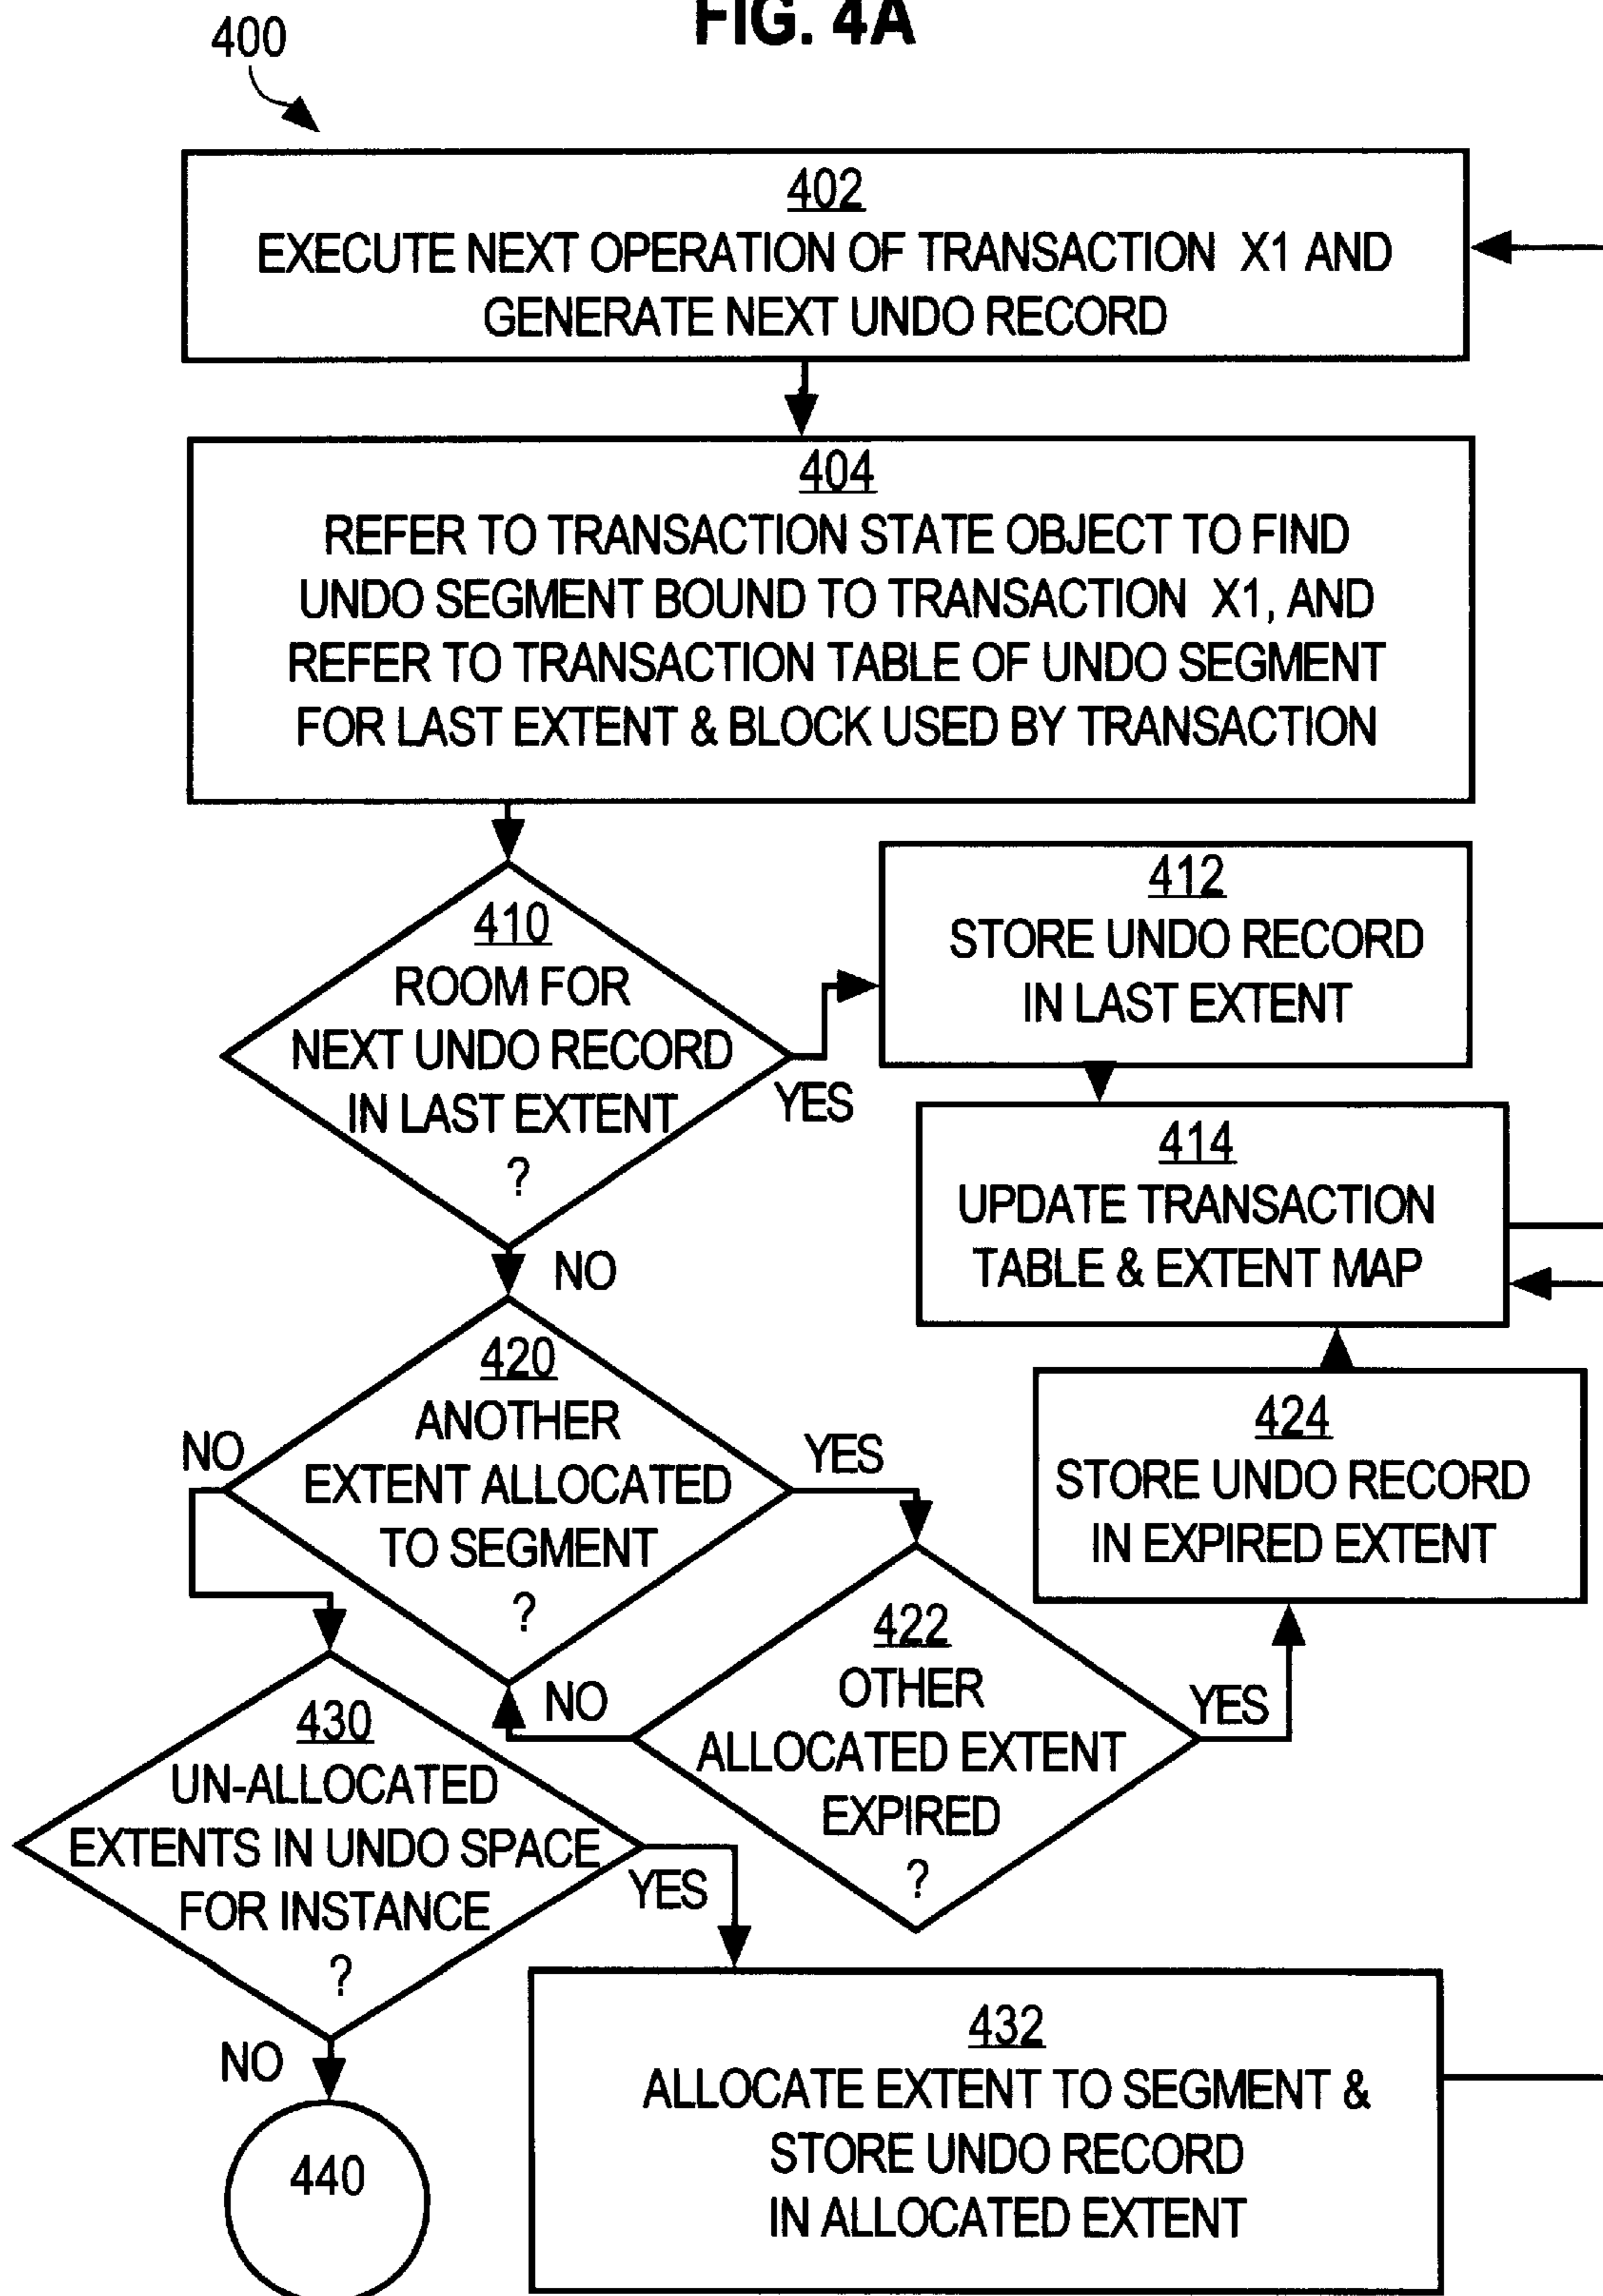 FIG. 4A
400
402
EXECUTE NEXT OPERATION OF TRANSACTION X1 AND
GENERATE NEXT UNDO RECORD
404
REFER TO TRANSACTION STATE OBJECT TO FIND
UNDO SEGMENT BOUND TO TRANSACTION X1, AND
REFER TO TRANSACTION TABLE OF UNDO SEGMENT
FOR LAST EXTENT & BLOCK USED BY TRANSACTION
410
ROOM FOR
NEXT UNDO RECORD
IN LAST EXTENT
?
YES
NO
412
STORE UNDO RECORD
IN LAST EXTENT
414
UPDATE TRANSACTION
TABLE & EXTENT MAP
420
ANOTHER
EXTENT ALLOCATED
TO SEGMENT
?
NO
YES
424
STORE UNDO RECORD
IN EXPIRED EXTENT
422
OTHER
ALLOCATED EXTENT
EXPIRED
?
NO
YES
430
UN-ALLOCATED
EXTENTS IN UNDO SPACE
FOR INSTANCE
?
YES
NO
432
ALLOCATE EXTENT TO SEGMENT &
STORE UNDO RECORD
IN ALLOCATED EXTENT
440